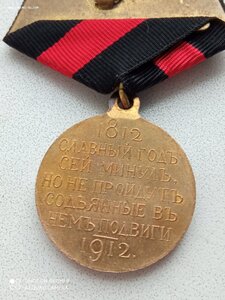 1812
СЛАВНЫЙ ГОДЪ
СЕЙ МИНУЛЪ,
НО НЕ ПРОЙДУТЪ
СОДѢЯННЫЕ ВЪ
НЕМЪ ПОДВИГИ
1912.